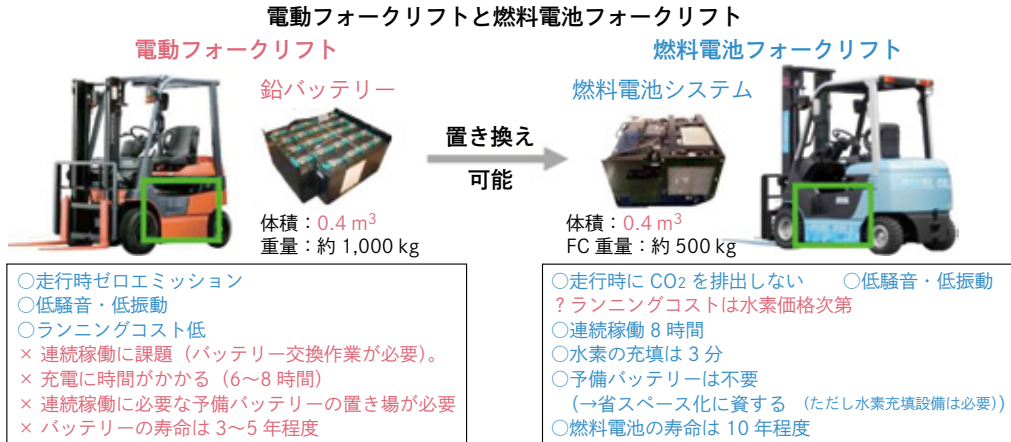 電動フォークリフトと燃料電池フォークリフト
電動フォークリフト
鉛バッテリー
体積：0.4 m³
重量：約 1,000 kg
置き換え
可能
燃料電池フォークリフト
燃料電池システム
体積：0.4 m³
FC 重量：約 500 kg
○走行時ゼロエミッション
○低騒音・低振動
○ランニングコスト低
× 連続稼働に課題（バッテリー交換作業が必要）。
× 充電に時間がかかる（6～8 時間）
× 連続稼働に必要な予備バッテリーの置き場が必要
× バッテリーの寿命は 3～5 年程度
○走行時に CO₂ を排出しない　○低騒音・低振動
？ランニングコストは水素価格次第
○連続稼働 8 時間
○水素の充填は 3 分
○予備バッテリーは不要
（→省スペース化に資する （ただし水素充填設備は必要））
○燃料電池の寿命は 10 年程度